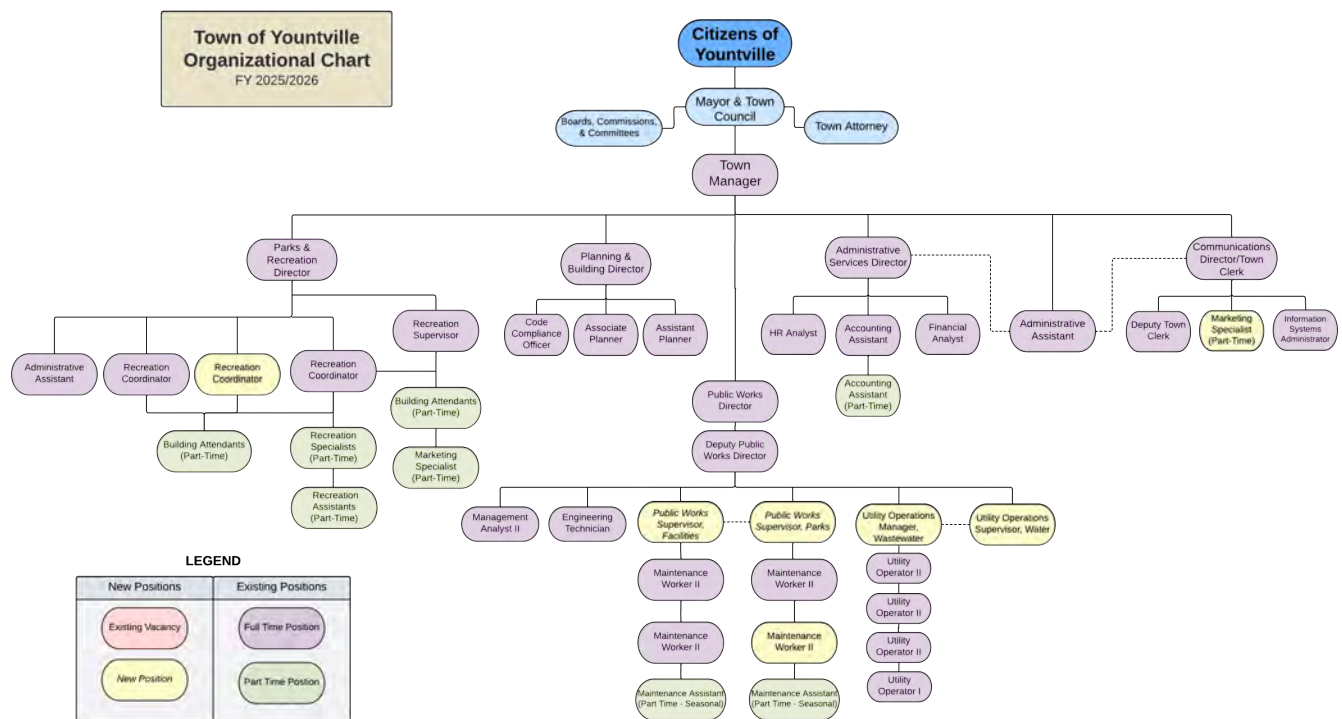 Town of Yountville
Organizational Chart
FY 2025/2026
Citizens of
Yountville
Mayor & Town
Council
Boards, Commissions,
& Committees
Town Attorney
Town
Manager
Parks &
Recreation
Director
Planning &
Building Director
Administrative
Services Director
Communications
Director/Town
Clerk
Recreation
Supervisor
Code
Compliance
Officer
Associate
Planner
Assistant
Planner
HR Analyst
Accounting
Assistant
Financial
Analyst
Administrative
Assistant
Deputy Town
Clerk
Marketing
Specialist
(Part-Time)
Information
Systems
Administrator
Administrative
Assistant
Recreation
Coordinator
Recreation
Coordinator
Recreation
Coordinator
Building Attendants
(Part-Time)
Accounting
Assistant
(Part-Time)
Public Works
Director
Building Attendants
(Part-Time)
Recreation
Specialists
(Part-Time)
Marketing
Specialist
(Part-Time)
Deputy Public
Works Director
Recreation
Assistants
(Part-Time)
Management
Analyst II
Engineering
Technician
Public Works
Supervisor,
Facilities
Public Works
Supervisor, Parks
Utility Operations
Manager,
Wastewater
Utility Operations
Supervisor, Water
Maintenance
Worker II
Maintenance
Worker II
Utility
Operator II
Utility
Operator II
Maintenance
Worker II
Maintenance
Worker II
Utility
Operator II
Maintenance Assistant
(Part Time - Seasonal)
Maintenance Assistant
(Part Time - Seasonal)
Utility
Operator I
LEGEND
New Positions
Existing Positions
Existing Vacancy
Full Time Position
New Position
Part Time Postion